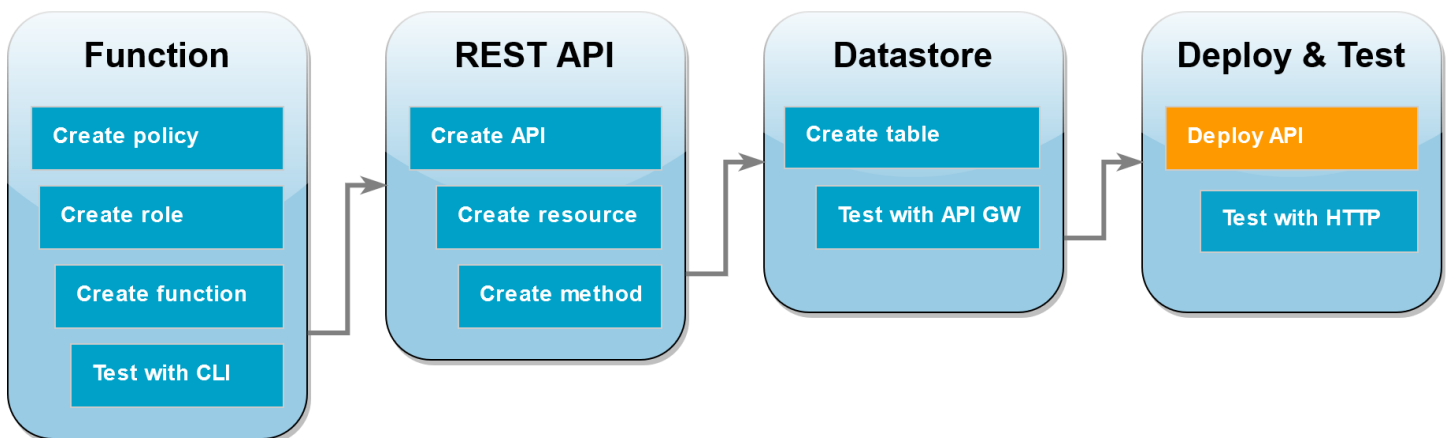 Function
Create policy
Create role
Create function
Test with CLI
REST API
Create API
Create resource
Create method
Datastore
Create table
Test with API GW
Deploy & Test
Deploy API
Test with HTTP